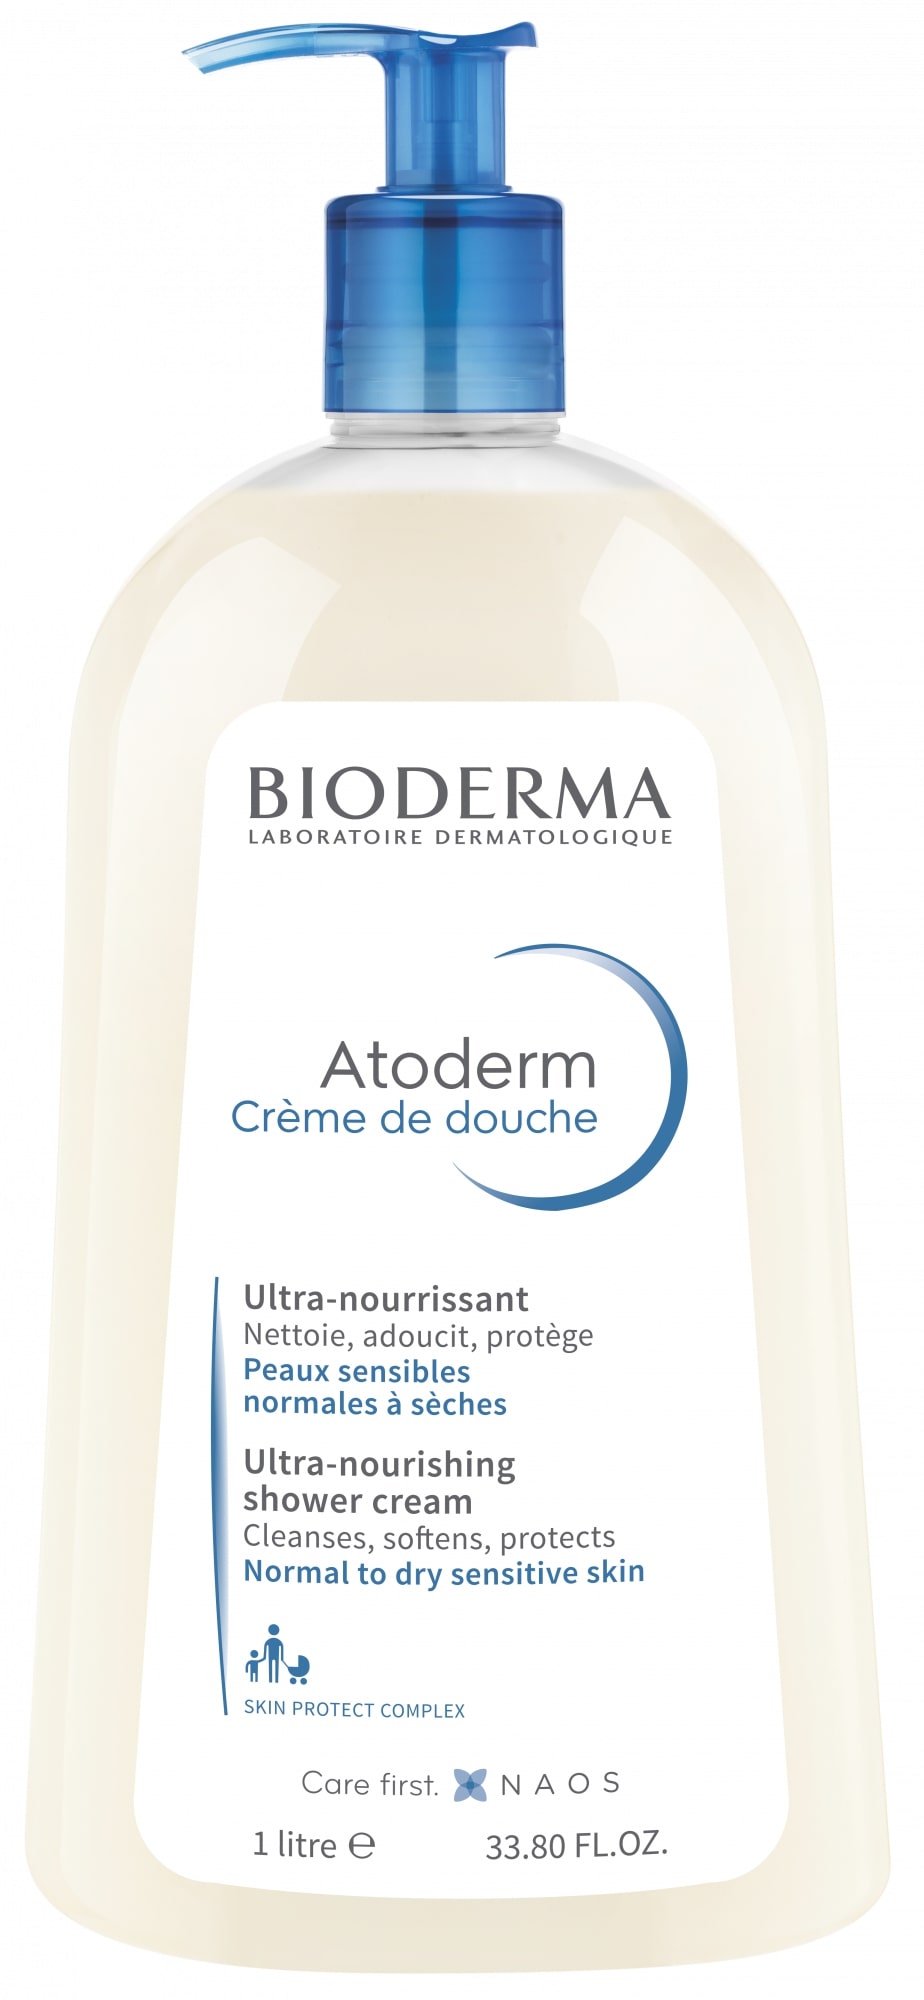 BIODERMA
LABORATOIRE DERMATOLOGIQUE
Atoderm
Crème de douche
Ultra-nourrissant
Nettoie, adoucit, protège
Peaux sensibles
normales à sèches
Ultra-nourishing
shower cream
Cleanses, softens, protects
Normal to dry sensitive skin
SKIN PROTECT COMPLEX
Care first. NAOS
1 litre ℮ 33.80 FL.OZ.